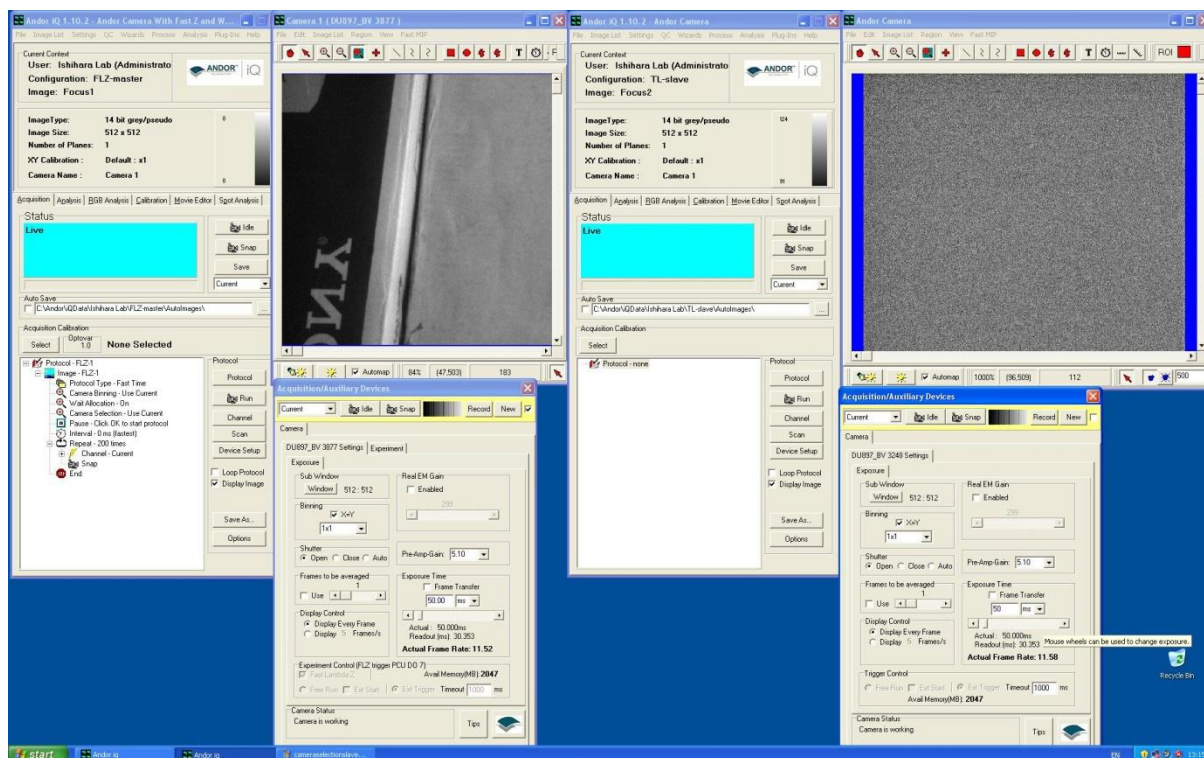 Andor iQ 1.10.2 - Andor Camera With Fast Z and W...
File Image List Settings QC Wizards Process Analysis Plug-Ins Help
Current Context
User: Ishihara Lab (Administrato
Configuration: FLZ-master
Image: Focus1
ANDOR iQ
ImageType: 14 bit grey/pseudo
Image Size: 512 x 512
Number of Planes: 1
XY Calibration : Default : x1
Camera Name : Camera 1
0
0
Acquisition Analysis RGB Analysis Calibration Movie Editor Spot Analysis
Status
Live
Idle
Snap
Save
Current
Auto Save
C:\Andor\iQData\Ishihara Lab\FLZ-master\AutoImages\
...
Acquisition Calibration
Select
Optovar
1.0
None Selected
Protocol - FLZ-1
Image - FLZ-1
Protocol Type - Fast Time
Camera Binning - Use Current
Wait Allocation - On
Camera Selection - Use Current
Pause - Click OK to start protocol
Interval - 0 ms (fastest)
Repeat - 200 times
Channel - Current
Snap
End
Protocol
Protocol
Run
Channel
Scan
Device Setup
Loop Protocol
Display Image
Save As...
Options
Camera 1 ( DU897_BV 3877 )
File Edit Image List Region View Past MIP
T
Automap 84% (47,503) 183
Acquisition/Auxiliary Devices
Current Idle Snap Record New
Camera
DU897_BV 3877 Settings Experiment
Exposure
Sub Window
Window 512 : 512
Binning
X=Y
1x1
Shutter
Open Close Auto
Frames to be averaged
1
Use
Display Control
Display Every Frame
Display 5 Frames/s
Real EM Gain
Enabled
299
Pre-Amp-Gain: 5.10
Exposure Time
Frame Transfer
50.00 ms
Actual : 50.000ms
Readout (ms): 30.353
Actual Frame Rate: 11.52
Experiment Control (FLZ trigger PCU DO 7)
Fast Lambda Z Avail Memory(MB): 2047
Free Run Ext Start Ext Trigger Timeout 1000 ms
Camera Status
Camera is working
Tips
Andor iQ 1.10.2 - Andor Camera
File Image List Settings QC Wizards Process Analysis Plug-Ins Help
Current Context
User: Ishihara Lab (Administrato
Configuration: TL-slave
Image: Focus2
ANDOR iQ
ImageType: 14 bit grey/pseudo
Image Size: 512 x 512
Number of Planes: 1
XY Calibration : Default : x1
Camera Name : Camera 1
124
Acquisition Analysis RGB Analysis Calibration Movie Editor Spot Analysis
Status
Live
Idle
Snap
Save
Current
Auto Save
C:\Andor\iQData\Ishihara Lab\TL-slave\AutoImages\
...
Acquisition Calibration
Select
Protocol - none
Protocol
Protocol
Run
Channel
Scan
Device Setup
Loop Protocol
Display Image
Save As...
Options
Andor Camera
File Edit Image List Region View Past MIP
T ROI
Automap 1000% (96,509) 112 500
Acquisition/Auxiliary Devices
Current Idle Snap Record New
Camera
DU897_BV 3248 Settings
Exposure
Sub Window
Window 512 : 512
Binning
X=Y
1x1
Shutter
Open Close Auto
Frames to be averaged
1
Use
Display Control
Display Every Frame
Display 5 Frames/s
Real EM Gain
Enabled
299
Pre-Amp-Gain: 5.10
Exposure Time
Frame Transfer
50 ms
Actual : 50.000ms
Readout (ms): 30.353
Mouse wheels can be used to change exposure.
Actual Frame Rate: 11.58
Trigger Control
Free Run Ext Start Ext Trigger Timeout 1000 ms
Avail Memory(MB): 2047
Camera Status
Camera is working
Tips
Recycle Bin
start
Andor iq
Andor iq
cameraselectionslave...
EN
13:15